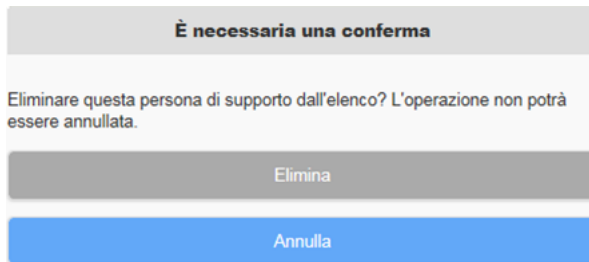 È necessaria una conferma
Eliminare questa persona di supporto dall'elenco? L'operazione non potrà
essere annullata.
Elimina
Annulla